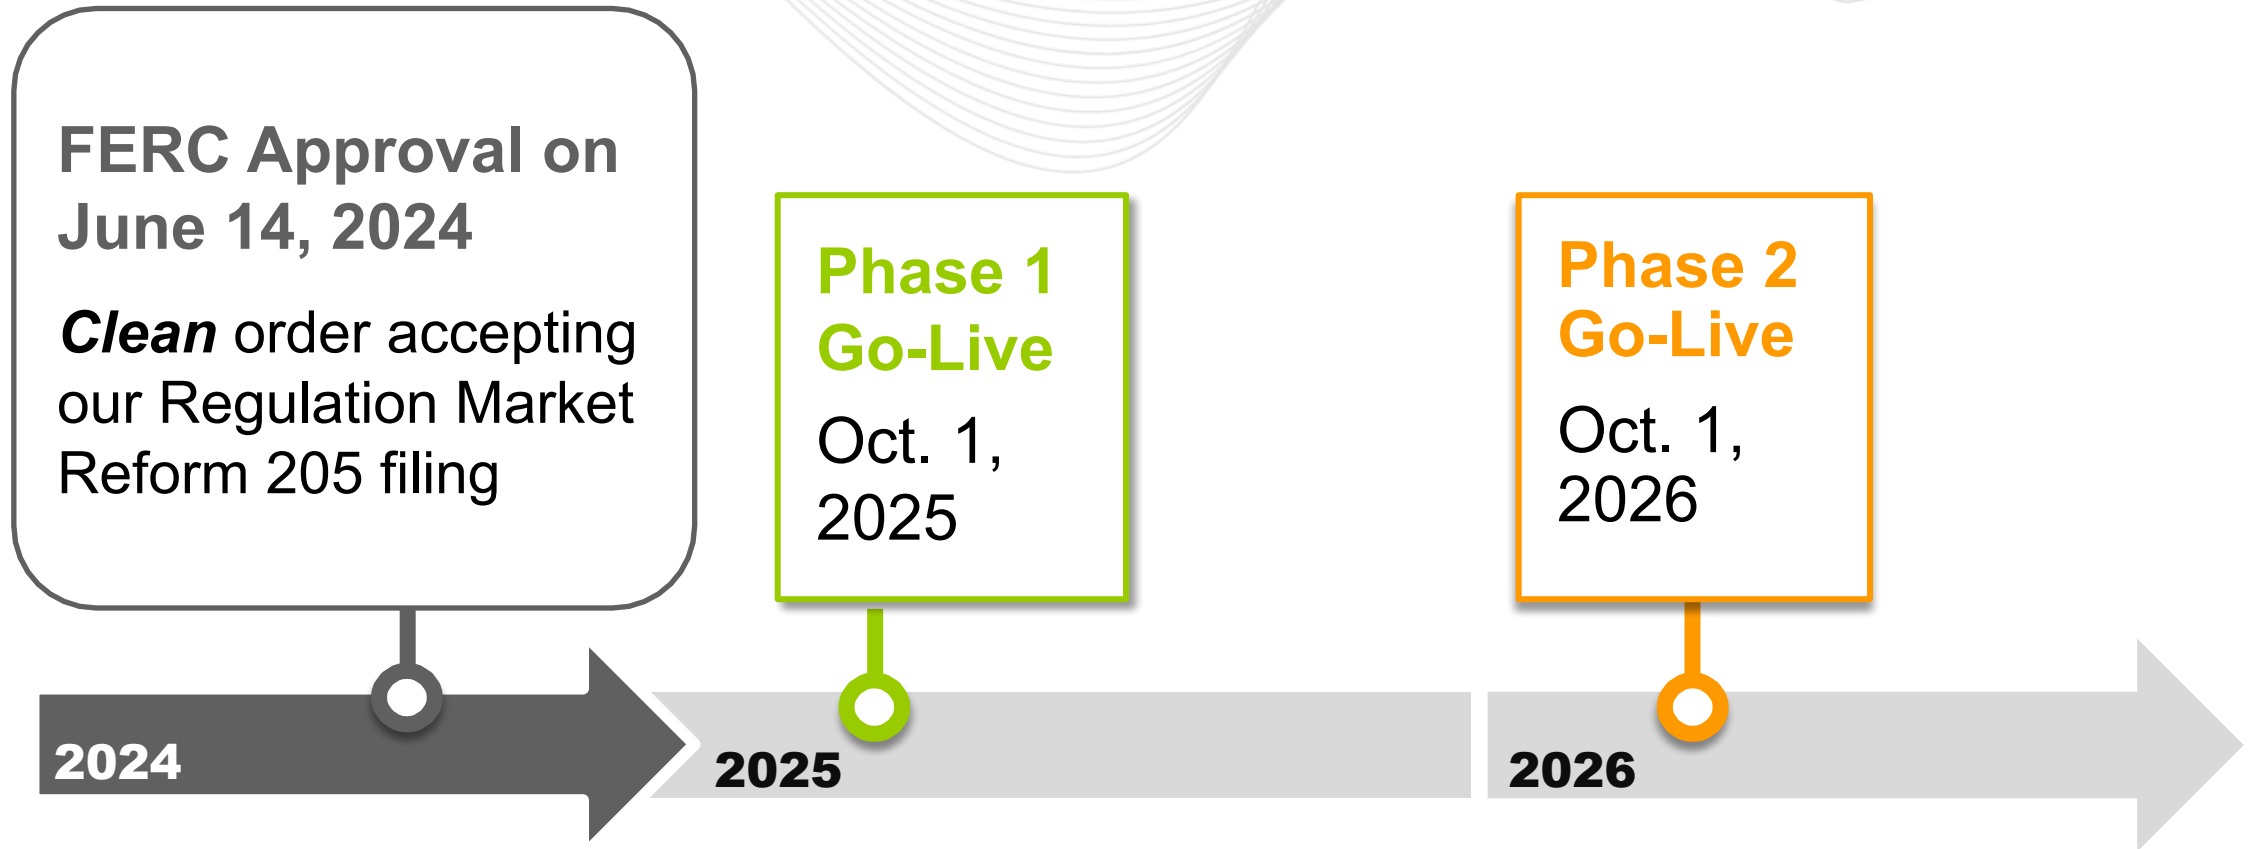 FERC Approval on
June 14, 2024
Clean order accepting
our Regulation Market
Reform 205 filing
Phase 1
Go-Live
Oct. 1,
2025
Phase 2
Go-Live
Oct. 1,
2026
2024
2025
2026